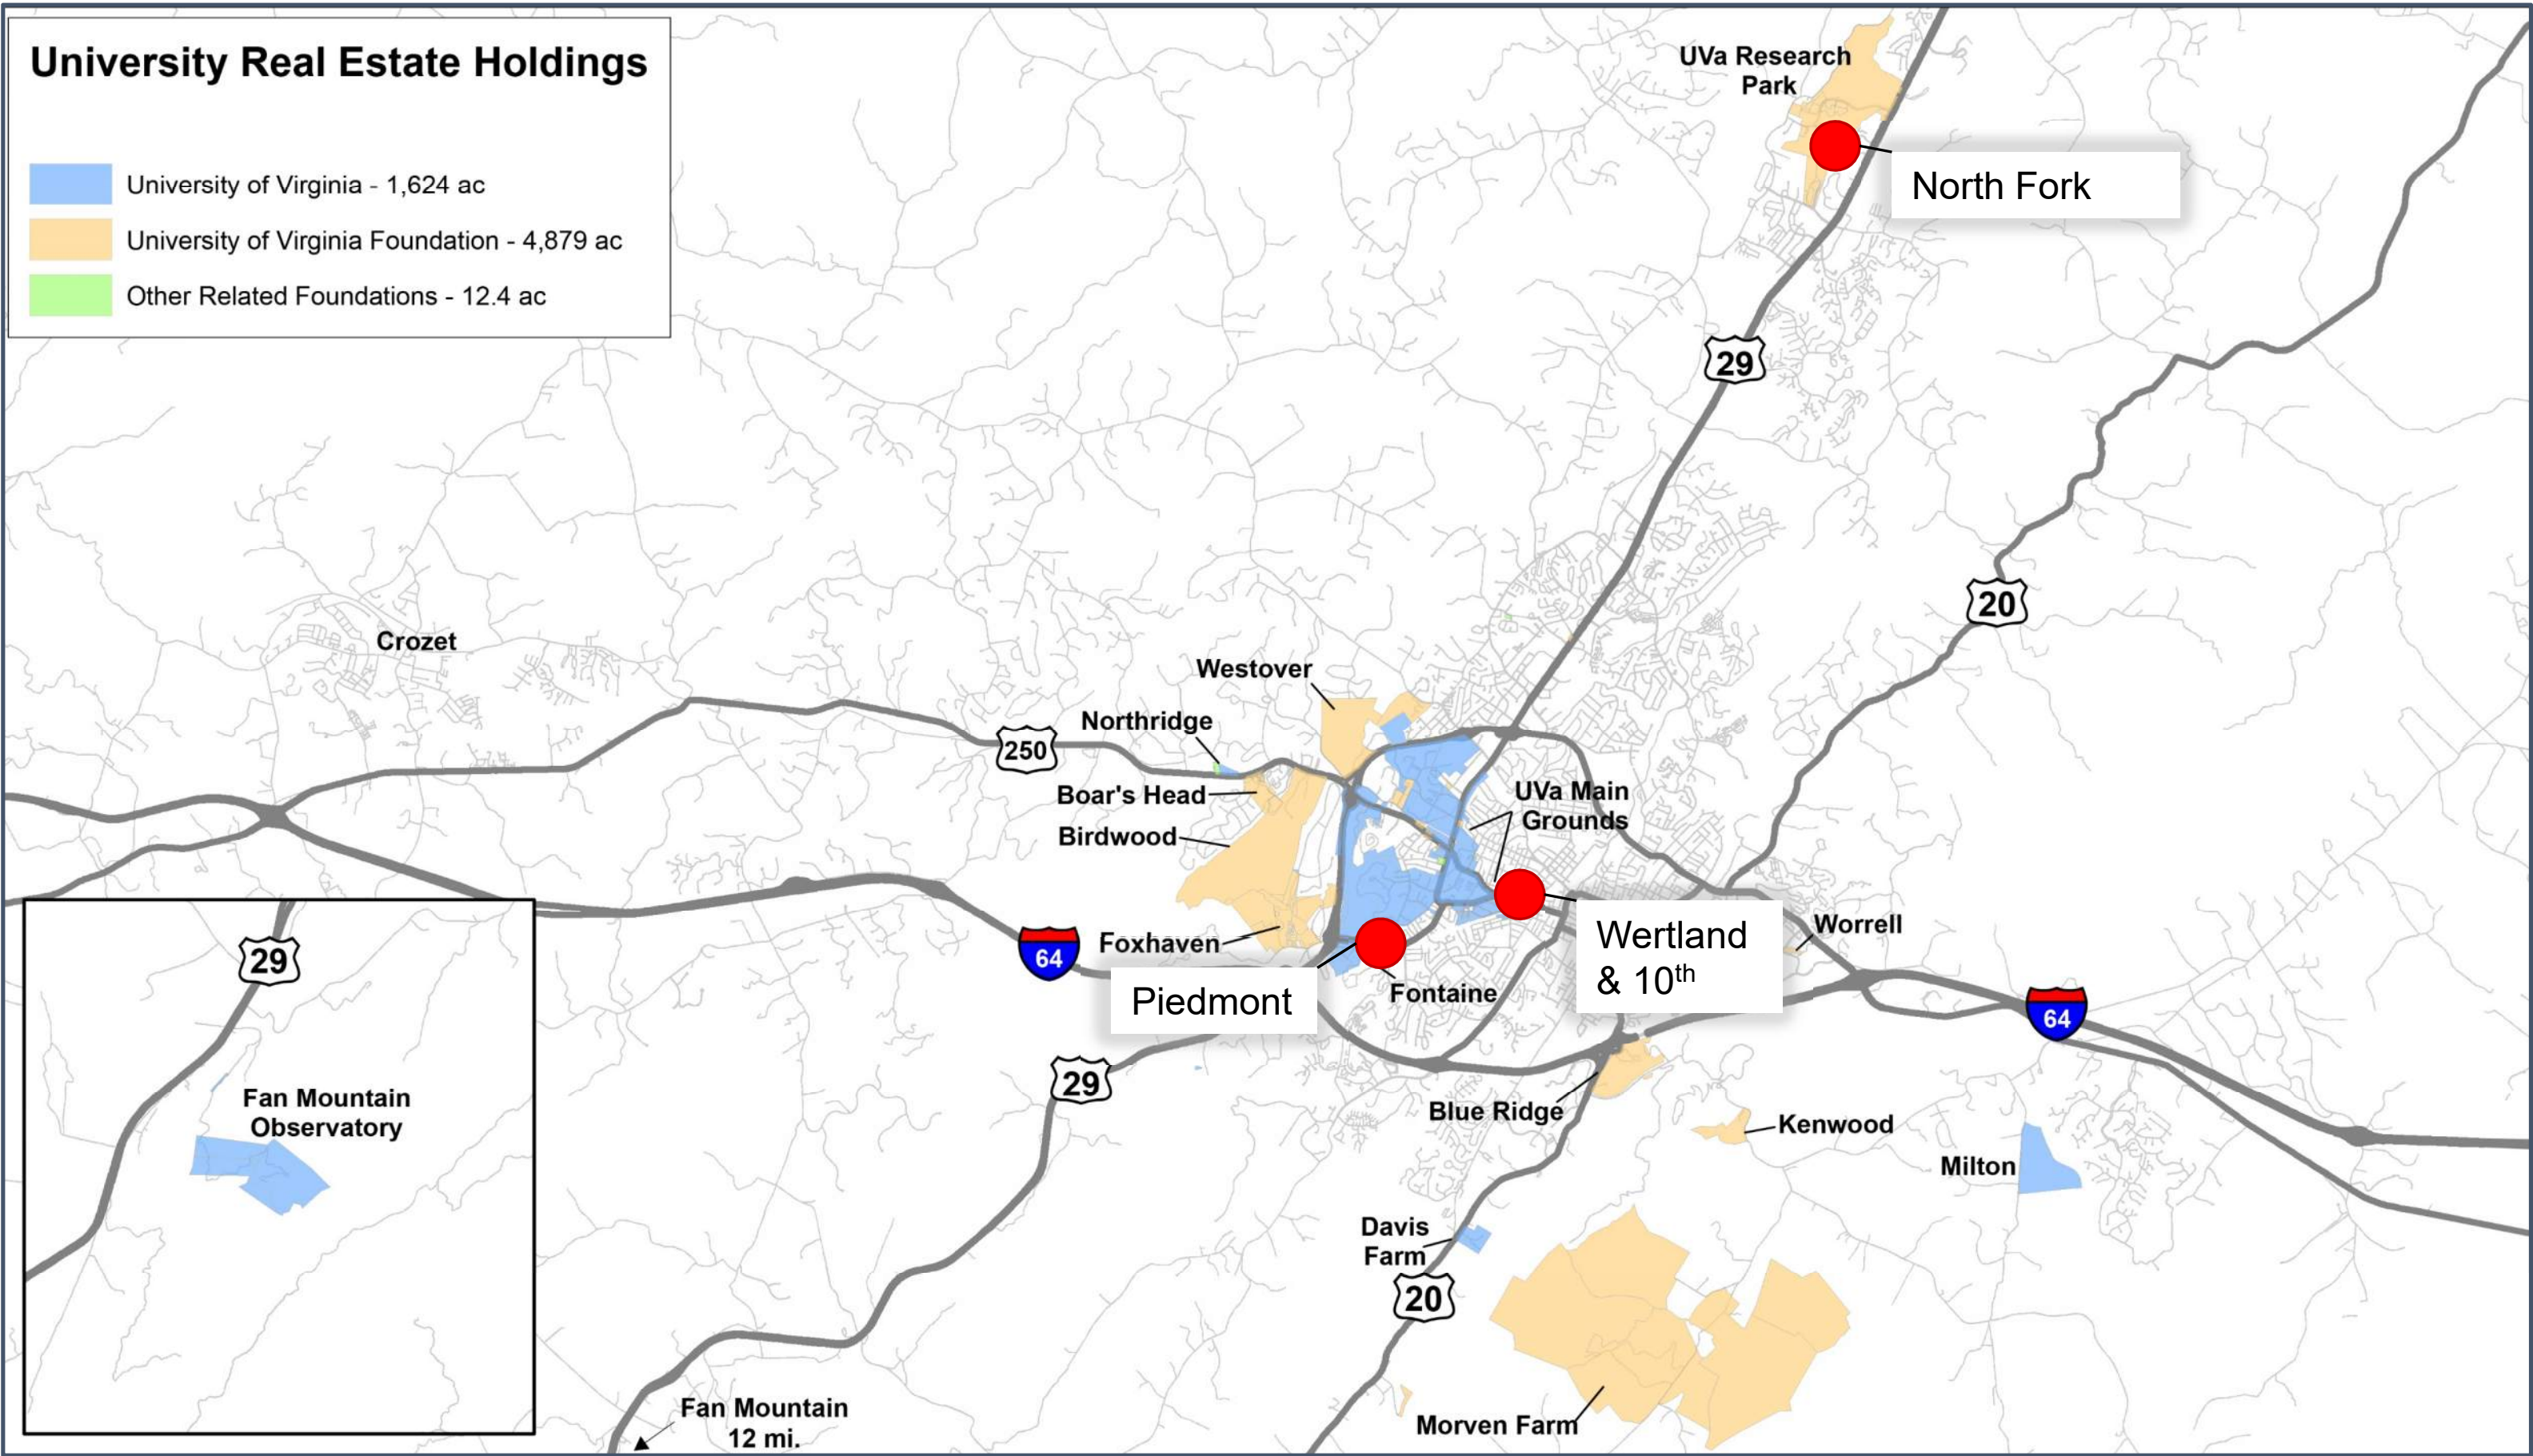 University Real Estate Holdings
University of Virginia - 1,624 ac
University of Virginia Foundation - 4,879 ac
Other Related Foundations - 12.4 ac
UVa Research
Park
North Fork
29
20
Crozet
Westover
Northridge
250
Boar's Head
Birdwood
UVa Main
Grounds
Foxhaven
64
Piedmont
Fontaine
Wertland
& 10th
Worrell
64
29
Fan Mountain
Observatory
29
Blue Ridge
Kenwood
Milton
Davis
Farm
20
Morven Farm
Fan Mountain
12 mi.